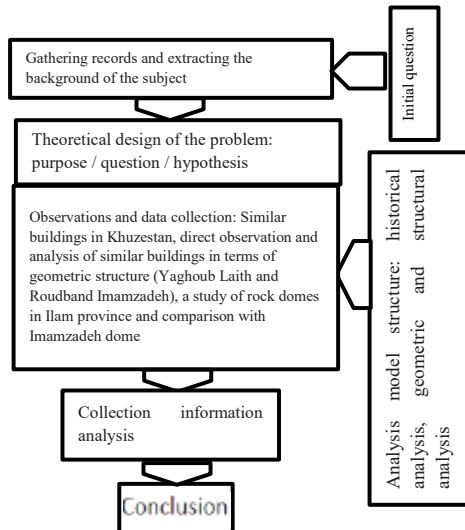 Gathering records and extracting the
background of the subject
Initial question
Theoretical design of the problem:
purpose / question / hypothesis
Observations and data collection: Similar
buildings in Khuzestan, direct observation and
analysis of similar buildings in terms of
geometric structure (Yaghoub Laith and
Roudband Imamzadeh), a study of rock domes
in Ilam province and comparison with
Imamzadeh dome
Analysis model structure: historical
analysis, geometric and structural
analysis
Collection information
analysis
Conclusion